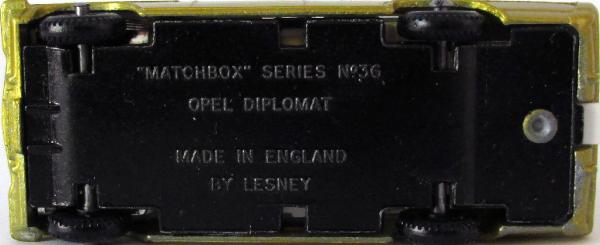 "MATCHBOX" SERIES Nº36
OPEL DIPLOMAT
MADE IN ENGLAND
BY LESNEY